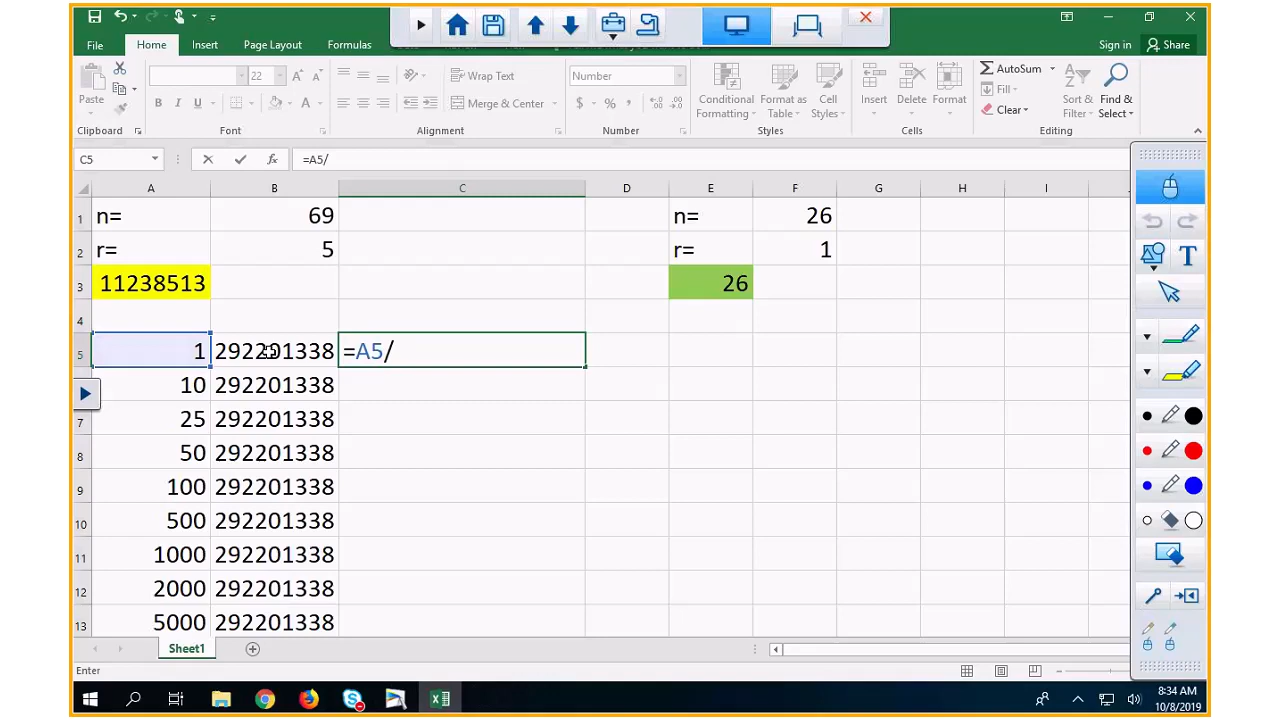 File Home Insert Page Layout Formulas Sign in Share
22 Wrap Text Number AutoSum
Paste B I U A Merge & Center $ % , Conditional Formatting Format as Table Cell Styles Insert Delete Format Fill Clear Sort & Filter Find & Select
Clipboard Font Alignment Number Styles Cells Editing
C5 fx =A5/
A B C D E F G H I
1 n= 69 n= 26
2 r= 5 r= 1
3 11238513 26
4
5 1 292201338 =A5/
10 292201338
7 25 292201338
8 50 292201338
9 100 292201338
10 500 292201338
11 1000 292201338
12 2000 292201338
13 5000 292201338
Sheet1
Enter
8:34 AM
10/8/2019